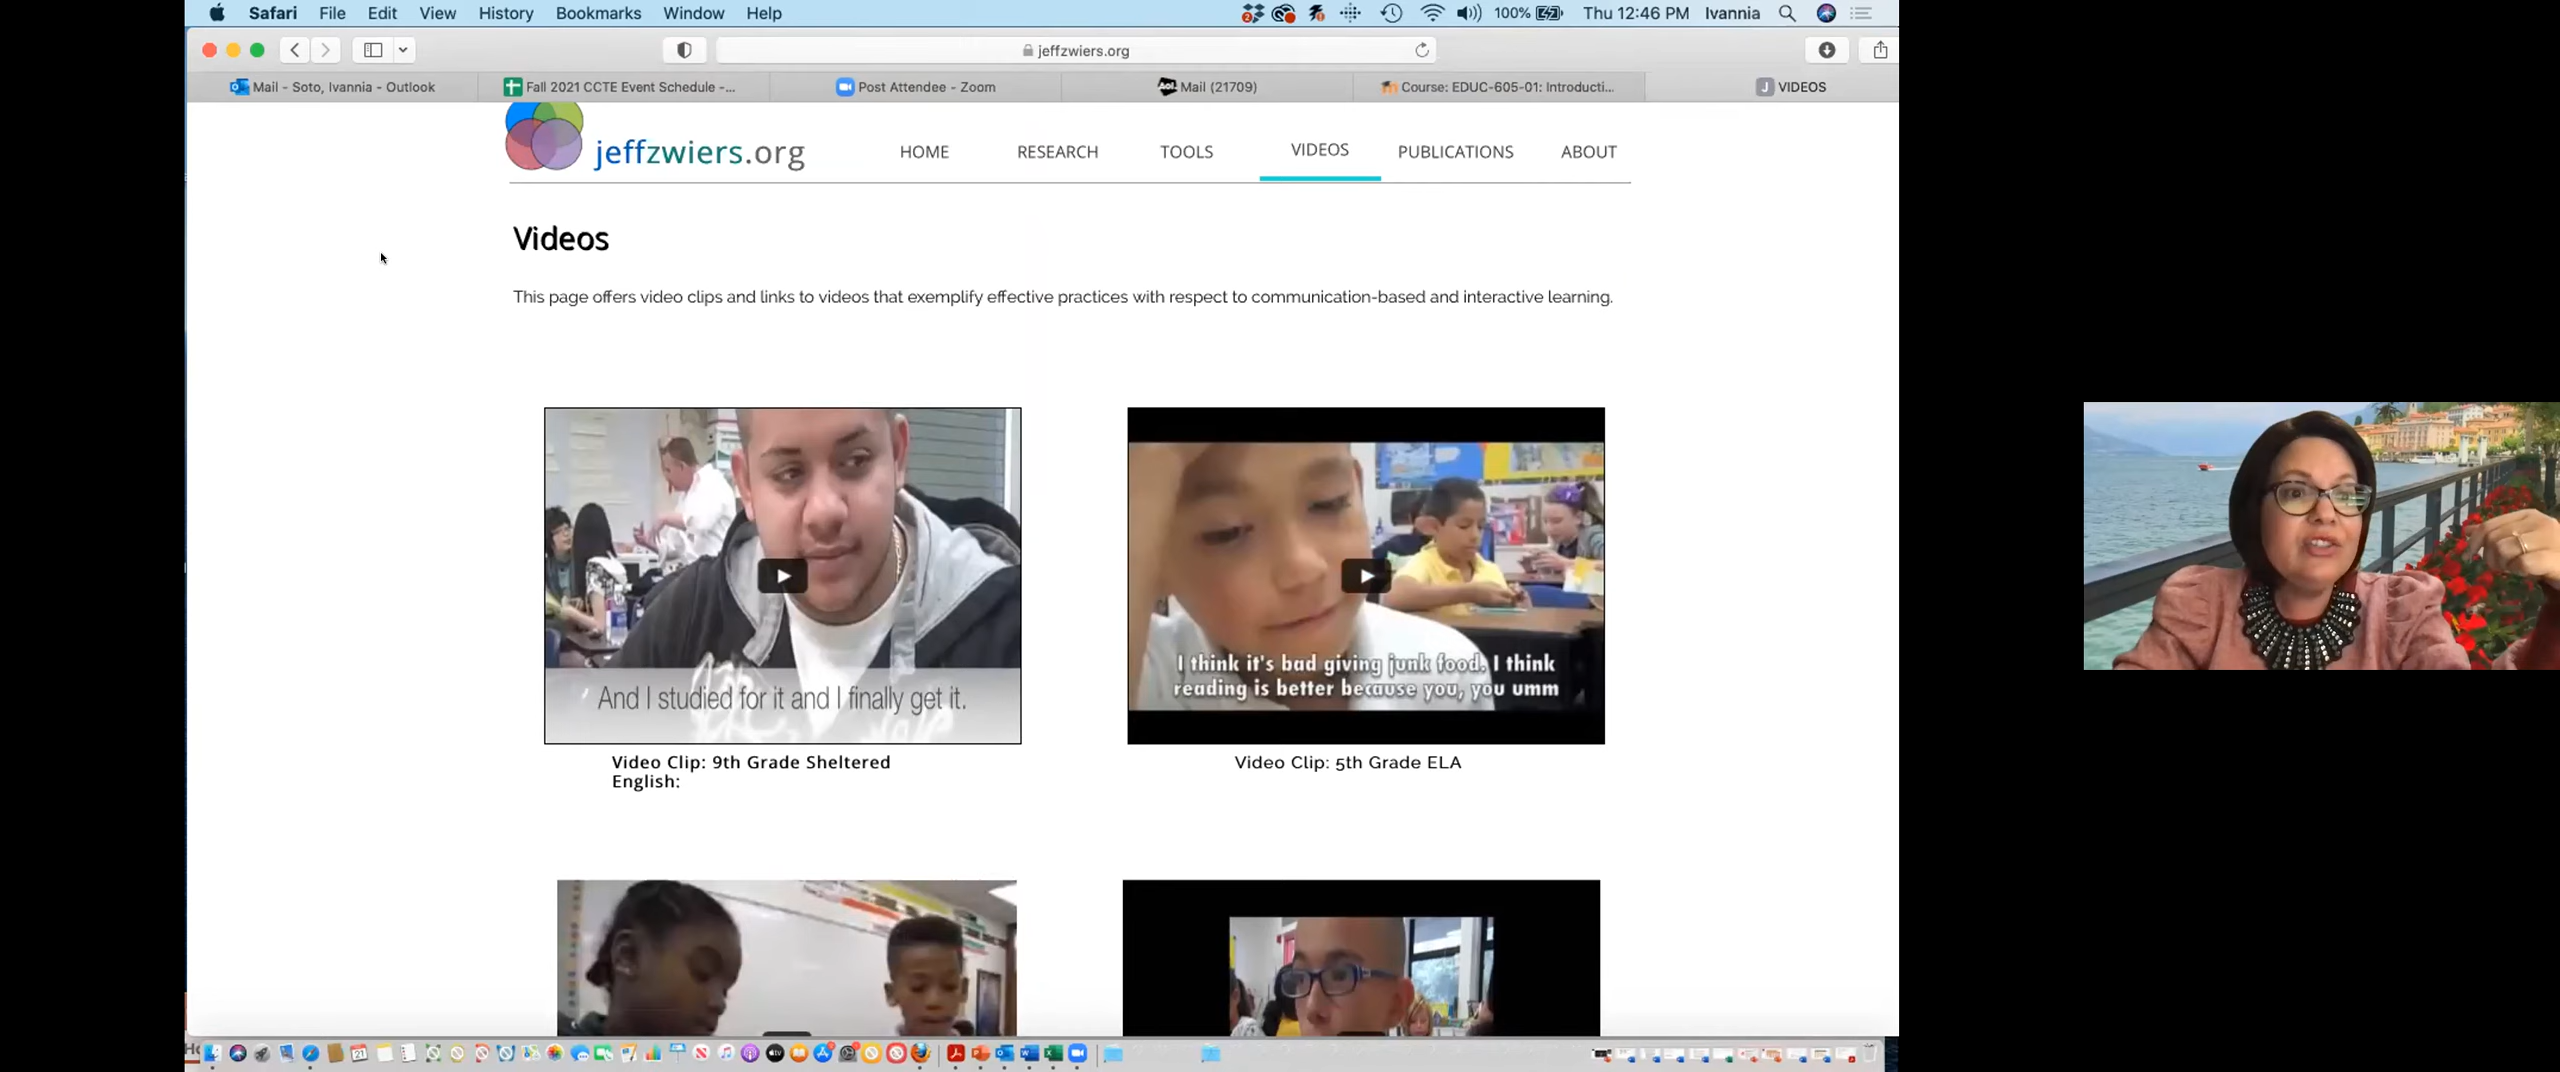 Safari File Edit View History Bookmarks Window Help 100% Thu 12:46 PM Ivannia
jeffzwiers.org
Mail - Soto, Ivannia - Outlook Fall 2021 CCTE Event Schedule -... Post Attendee - Zoom Aol. Mail (21709) Course: EDUC-605-01: Introducti... J VIDEOS
jeffzwiers.org HOME RESEARCH TOOLS VIDEOS PUBLICATIONS ABOUT
Videos
This page offers video clips and links to videos that exemplify effective practices with respect to communication-based and interactive learning.
And I studied for it and I finally get it.
I think it's bad giving junk food. I think
reading is better because you, you umm
Video Clip: 9th Grade Sheltered
English:
Video Clip: 5th Grade ELA